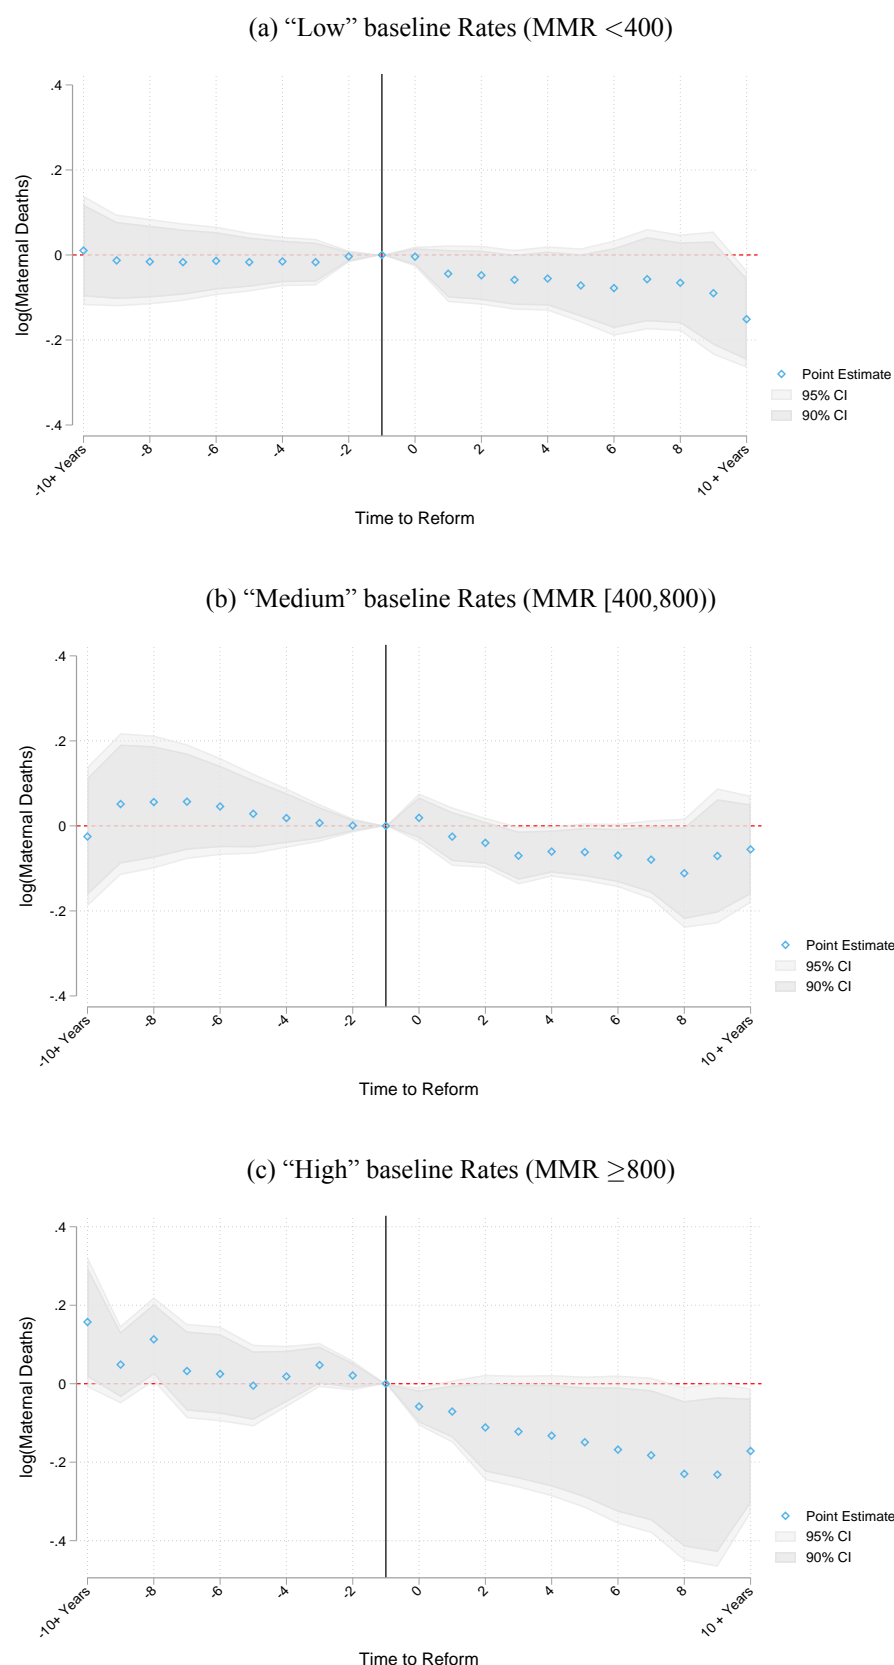 (a) “Low” baseline Rates (MMR <400)
.4
.2
0
-.2
-.4
log(Maternal Deaths)
-10+ Years
-8
-6
-4
-2
0
2
4
6
8
10 + Years
Time to Reform
Point Estimate
95% CI
90% CI
(b) “Medium” baseline Rates (MMR [400,800))
.4
.2
0
-.2
-.4
log(Maternal Deaths)
-10+ Years
-8
-6
-4
-2
0
2
4
6
8
10 + Years
Time to Reform
Point Estimate
95% CI
90% CI
(c) “High” baseline Rates (MMR ≥800)
.4
.2
0
-.2
-.4
log(Maternal Deaths)
-10+ Years
-8
-6
-4
-2
0
2
4
6
8
10 + Years
Time to Reform
Point Estimate
95% CI
90% CI